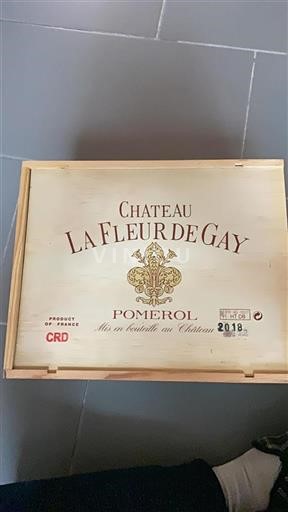 CHATEAU
LA FLEUR DE GAY
POMEROL
Mis en bouteille au Château
2018
PRODUCT
OF FRANCE
CRD